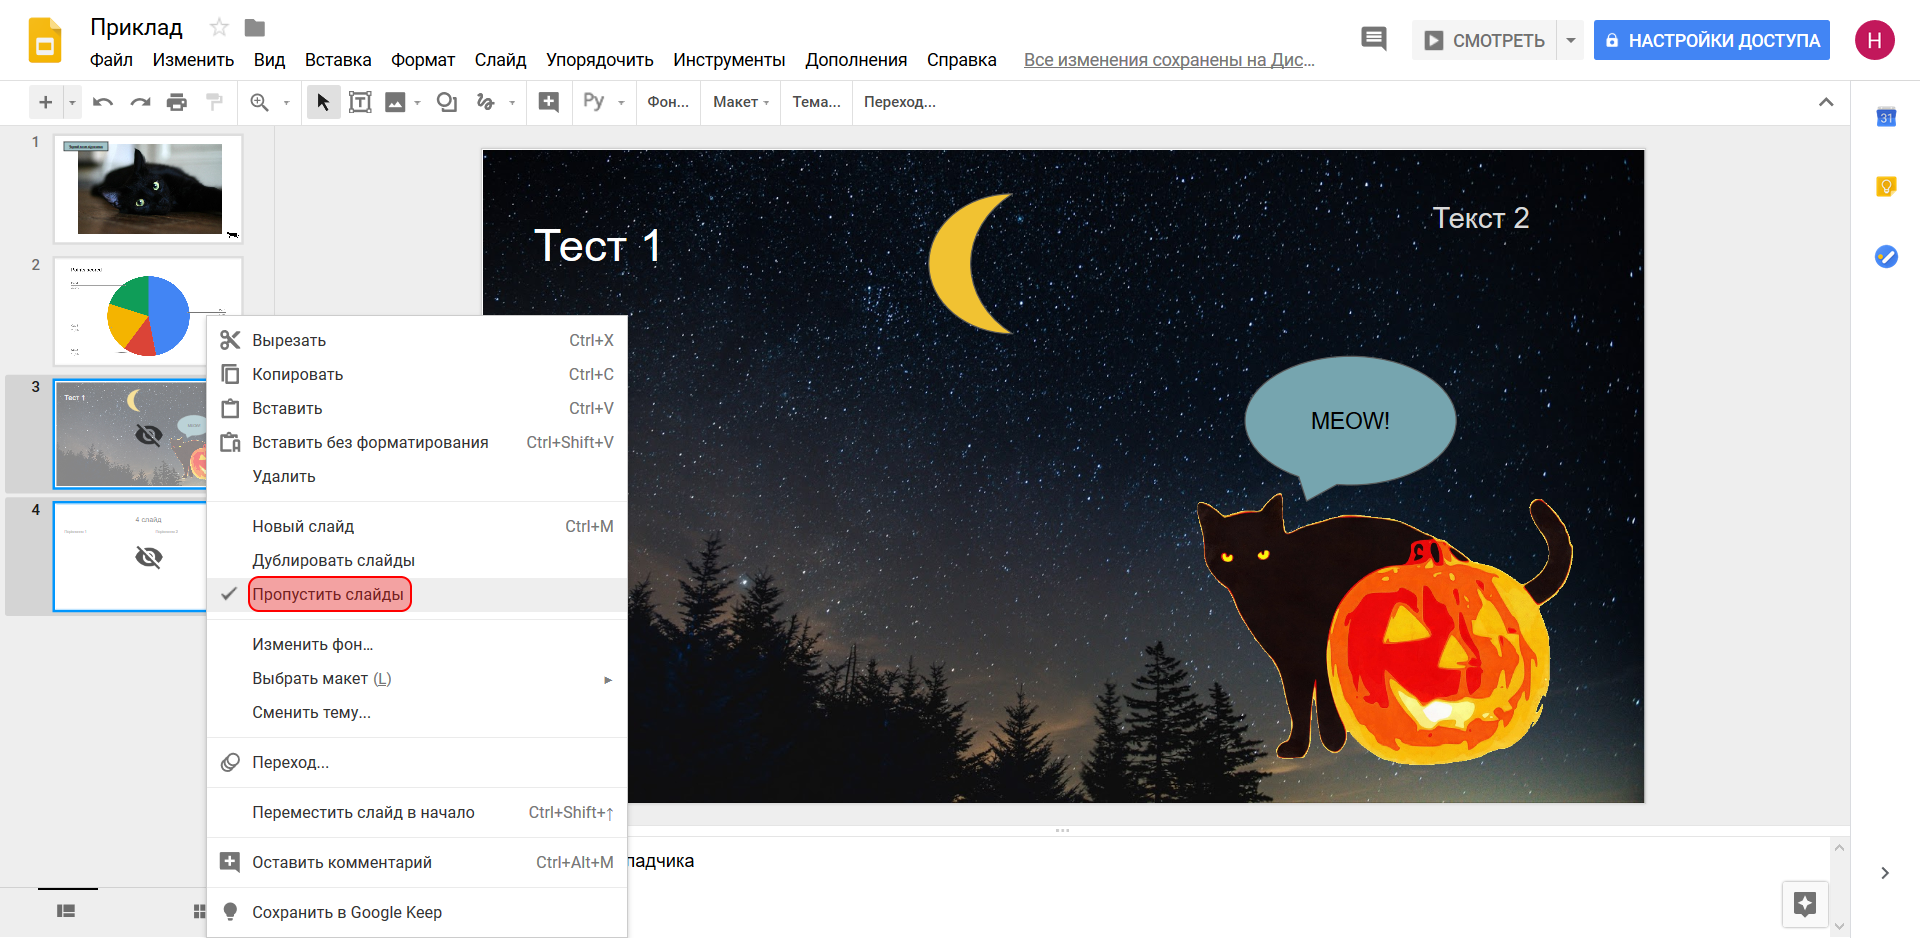 Приклад
Файл Изменить Вид Вставка Формат Слайд Упорядочить Инструменты Дополнения Справка Все изменения сохранены на Дис...
СМОТРЕТЬ
НАСТРОЙКИ ДОСТУПА
Н
Ру Фон... Макет Тема... Переход...
31
1
2
3
Тест 1
4
4 слайд
Вырезать Ctrl+X
Копировать Ctrl+C
Вставить Ctrl+V
Вставить без форматирования Ctrl+Shift+V
Удалить
Новый слайд Ctrl+M
Дублировать слайды
Пропустить слайды
Изменить фон...
Выбрать макет (L)
Сменить тему...
Переход...
Переместить слайд в начало Ctrl+Shift+↑
Оставить комментарий Ctrl+Alt+M
Сохранить в Google Keep
Тест 1
Текст 2
MEOW!
ладчика